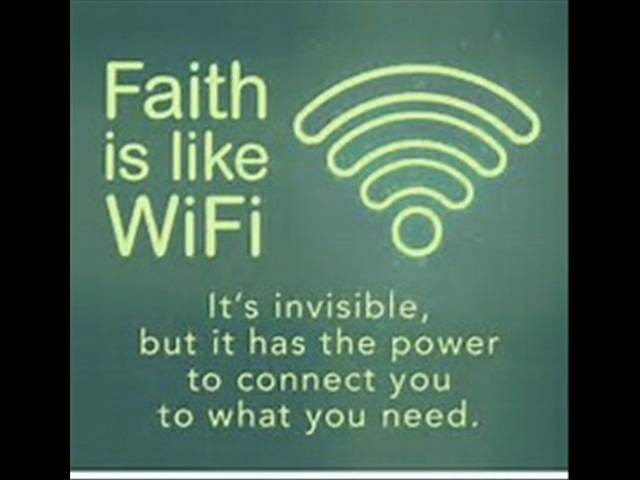 Faith
is like
WiFi
It's invisible,
but it has the power
to connect you
to what you need.